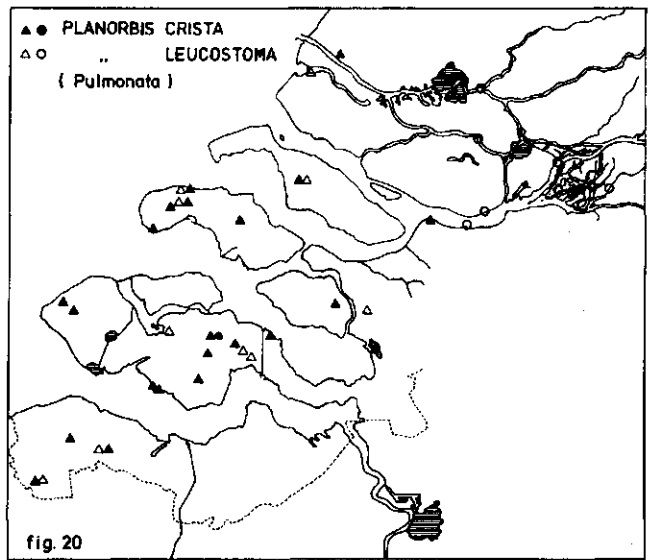 PLANORBIS CRISTA
,, LEUCOSTOMA
( Pulmonata )
fig. 20